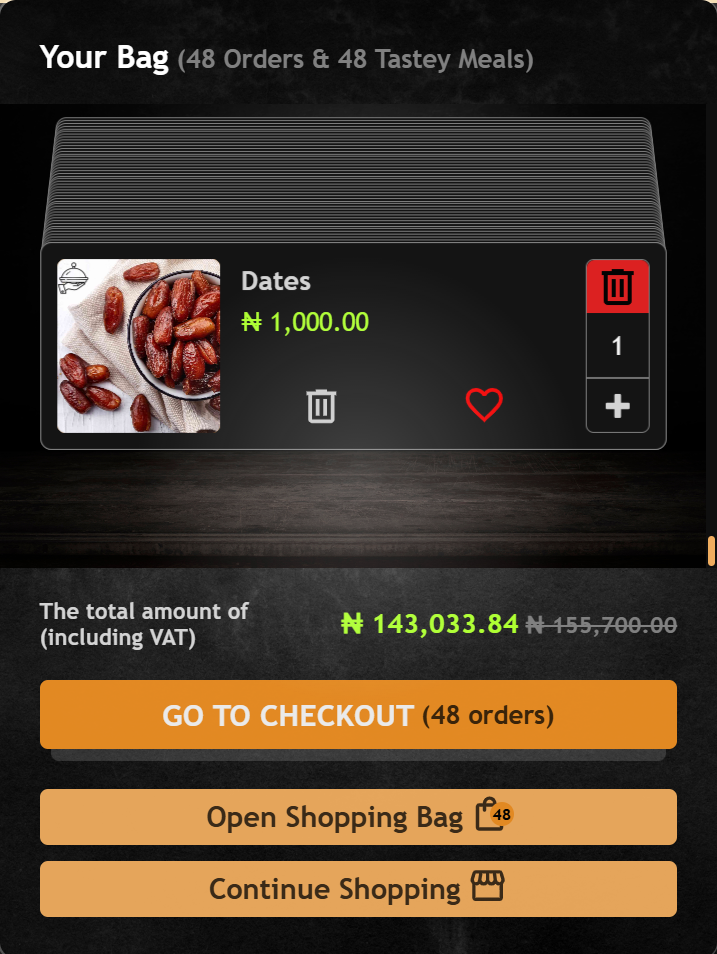 Your Bag (48 Orders & 48 Tastey Meals)
Dates
₦ 1,000.00
1
The total amount of
(including VAT)
₦ 143,033.84 ₦ 155,700.00
GO TO CHECKOUT (48 orders)
Open Shopping Bag 48
Continue Shopping